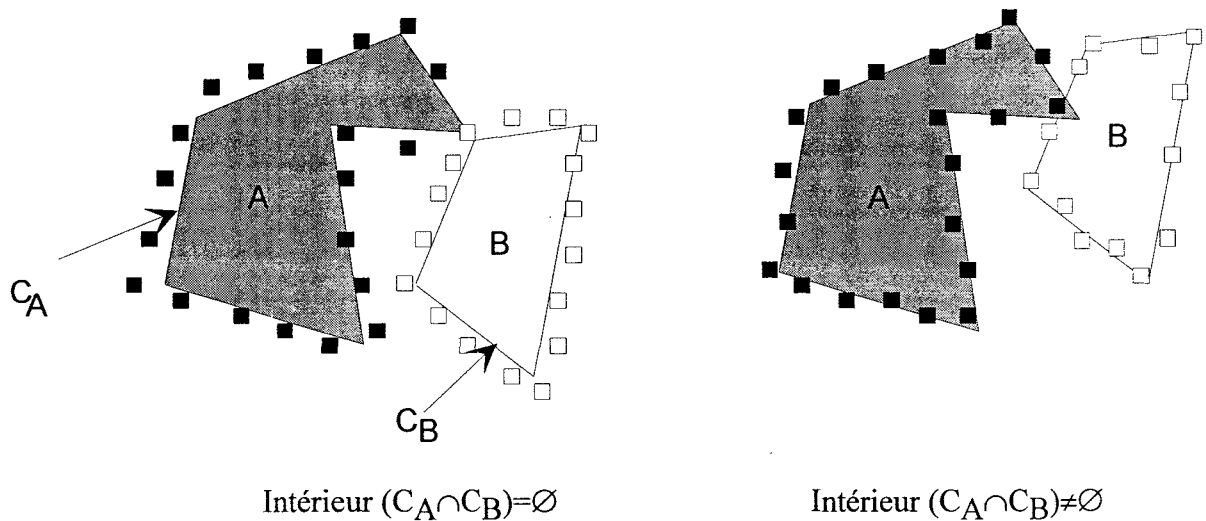 A
B
C_A
C_B
Intérieur (C_A∩C_B)=∅
A
B
Intérieur (C_A∩C_B)≠∅